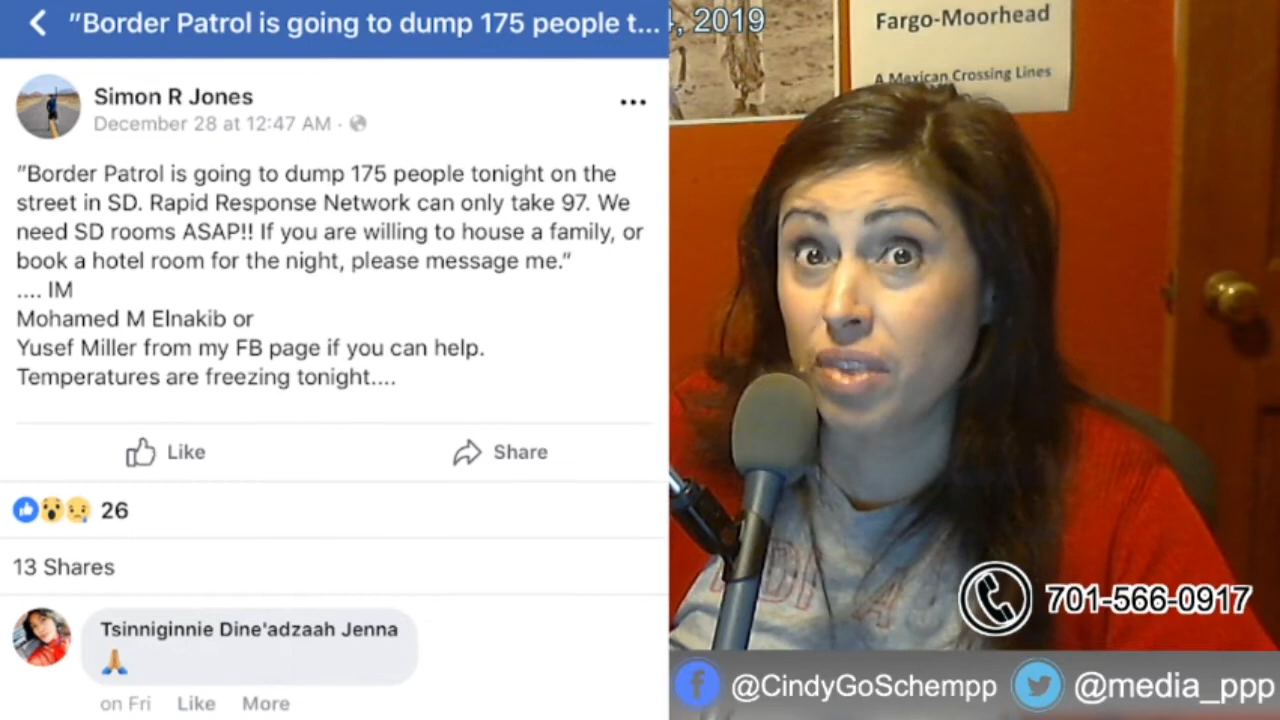 "Border Patrol is going to dump 175 people t...
Simon R Jones
December 28 at 12:47 AM ·
"Border Patrol is going to dump 175 people tonight on the
street in SD. Rapid Response Network can only take 97. We
need SD rooms ASAP!! If you are willing to house a family, or
book a hotel room for the night, please message me."
.... IM
Mohamed M Elnakib or
Yusef Miller from my FB page if you can help.
Temperatures are freezing tonight....
Like
Share
26
13 Shares
Tsinniginnie Dine'adzaah Jenna
on Fri Like More
, 2019
Fargo-Moorhead
A Mexican Crossing Lines
701-566-0917
@CindyGoSchempp
@media_ppp